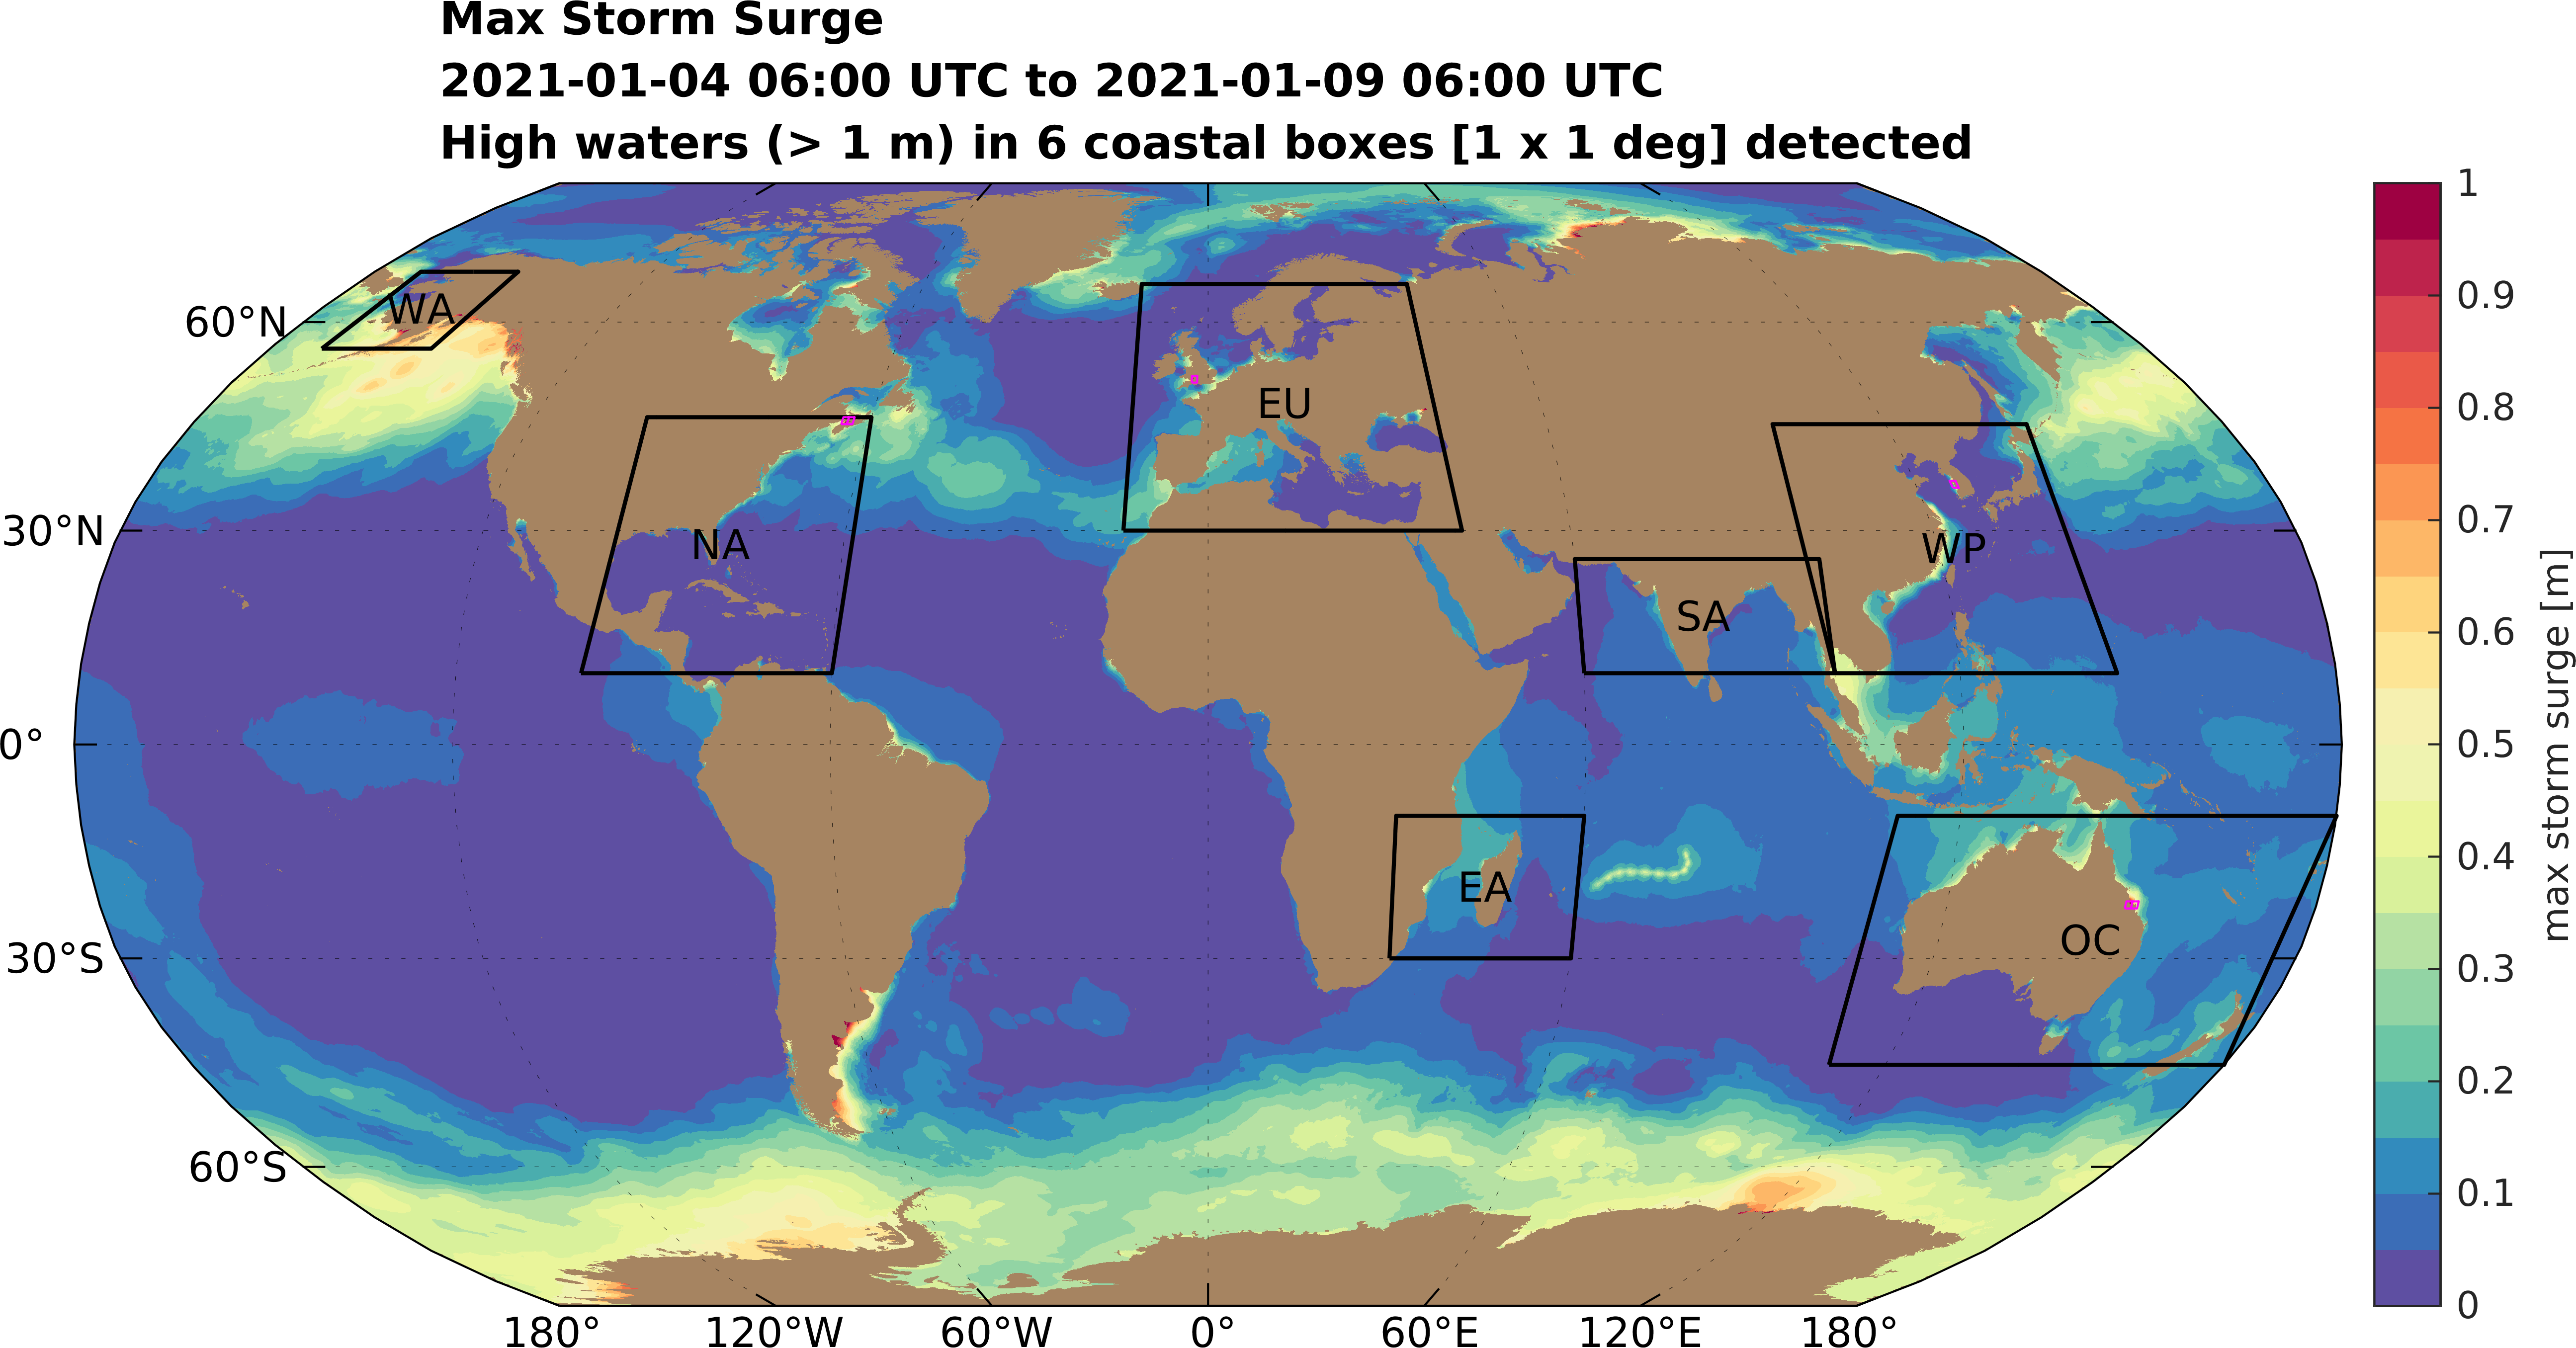 Max Storm Surge
2021-01-04 06:00 UTC to 2021-01-09 06:00 UTC
High waters (> 1 m) in 6 coastal boxes [1 x 1 deg] detected
60°N
30°N
0°
30°S
60°S
WA
NA
EU
SA
WP
EA
OC
180°
120°W
60°W
0°
60°E
120°E
180°
1
0.9
0.8
0.7
0.6
0.5
0.4
0.3
0.2
0.1
0
max storm surge [m]